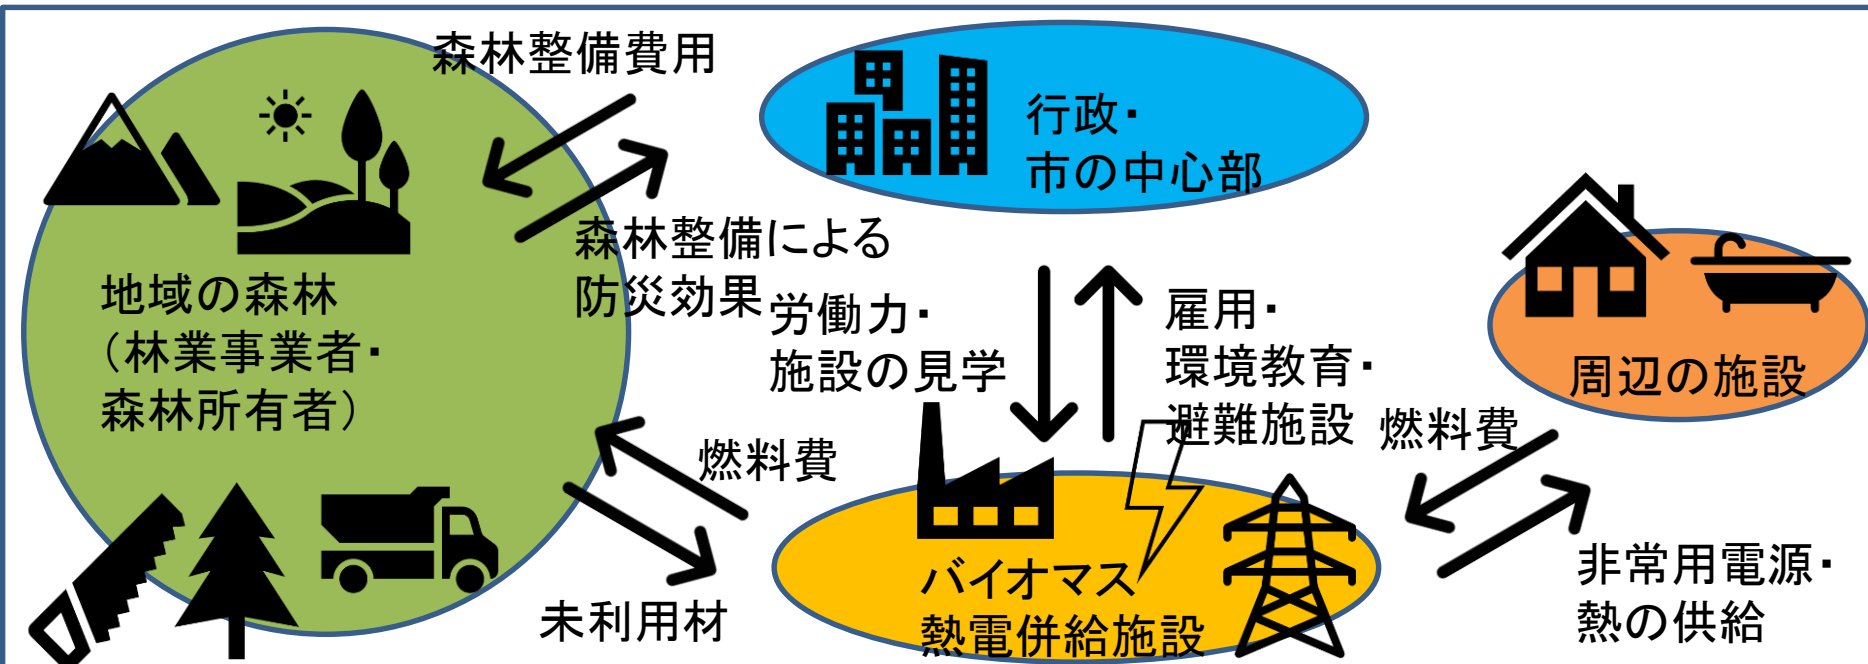 森林整備費用
行政・
市の中心部
森林整備による
防災効果
地域の森林
（林業事業者・
森林所有者）
労働力・
施設の見学
雇用・
環境教育・
避難施設
周辺の施設
燃料費
燃料費
未利用材
バイオマス
熱電併給施設
非常用電源・
熱の供給